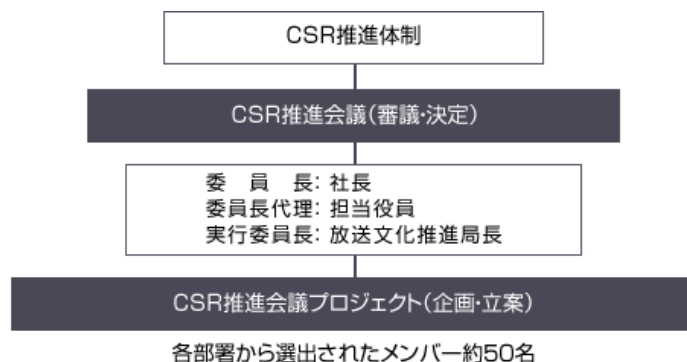 CSR推進体制
CSR推進会議(審議・決定)
委　員　長: 社長
委員長代理: 担当役員
実行委員長: 放送文化推進局長
CSR推進会議プロジェクト(企画・立案)
各部署から選出されたメンバー約50名